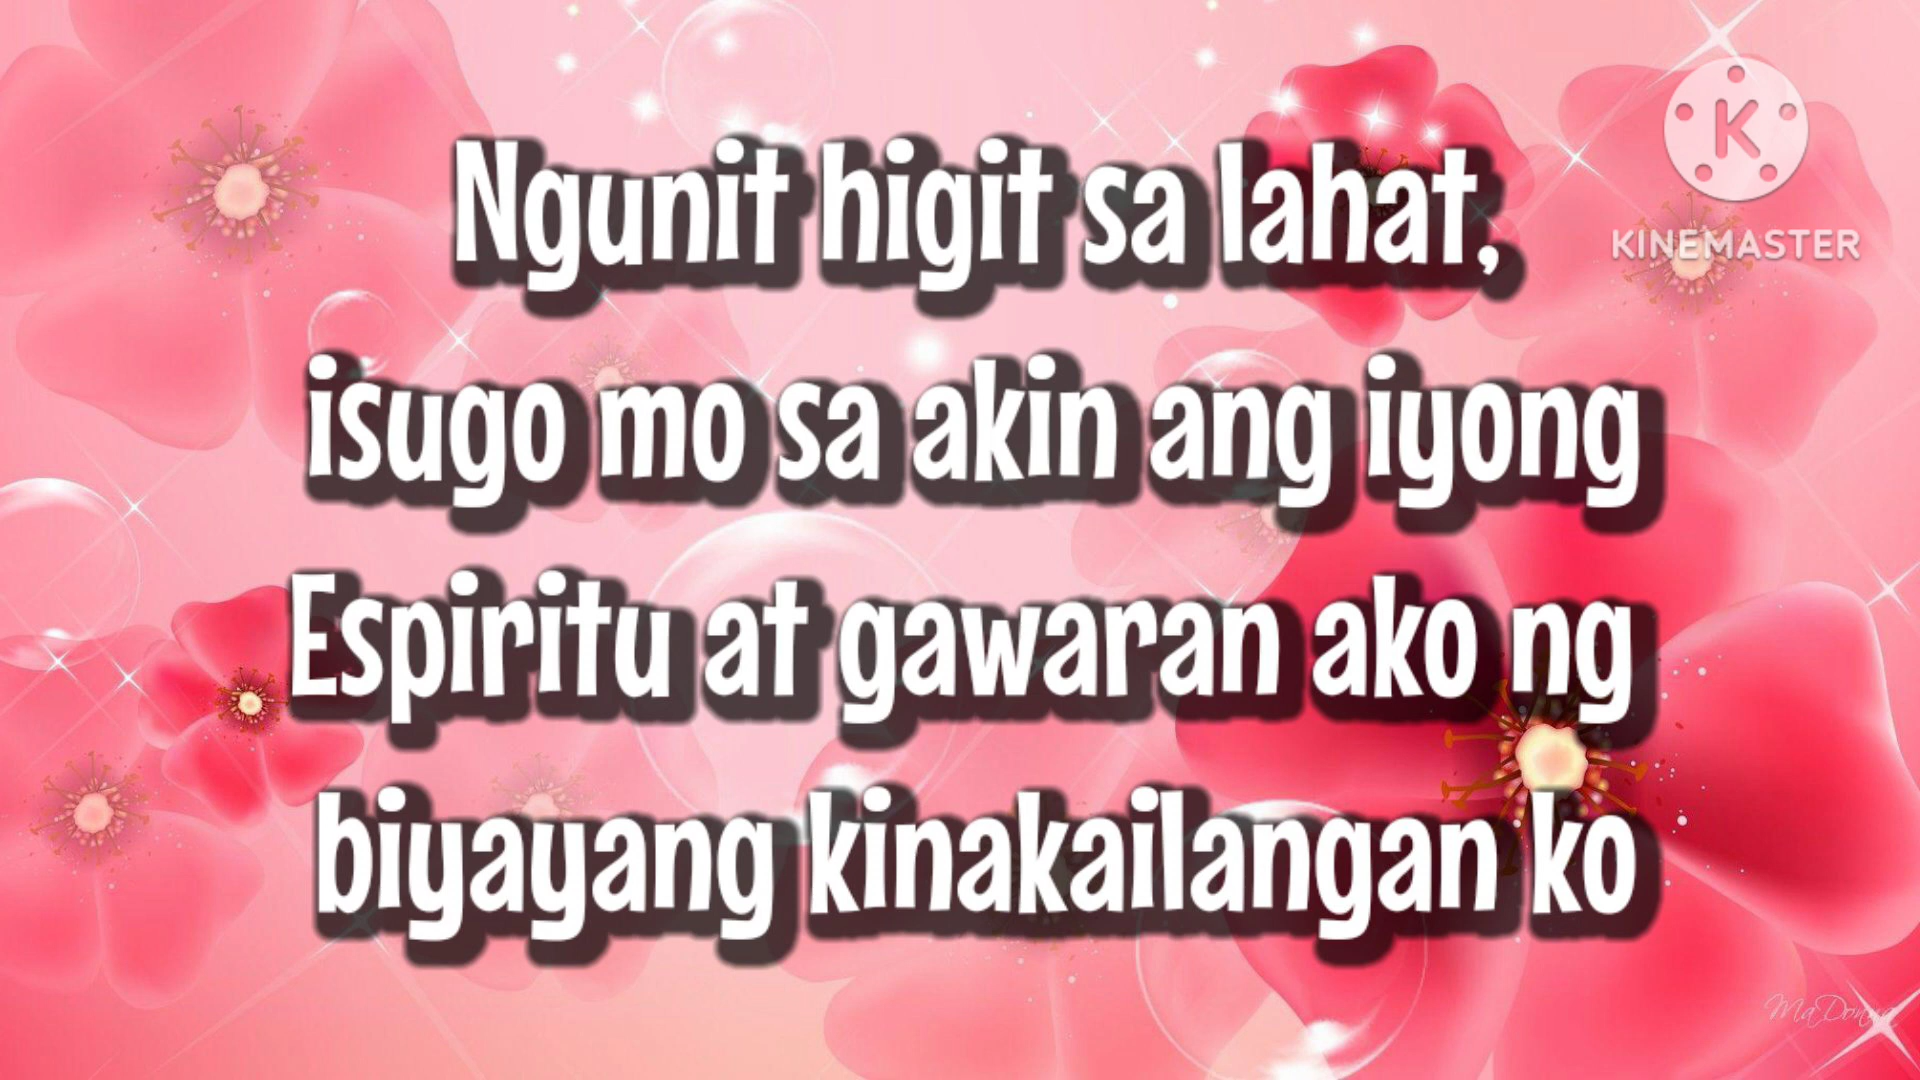 Ngunit higit sa lahat,
isugo mo sa akin ang iyong
Espiritu at gawaran ako ng
biyayang kinakailangan ko
K
KINEMASTER